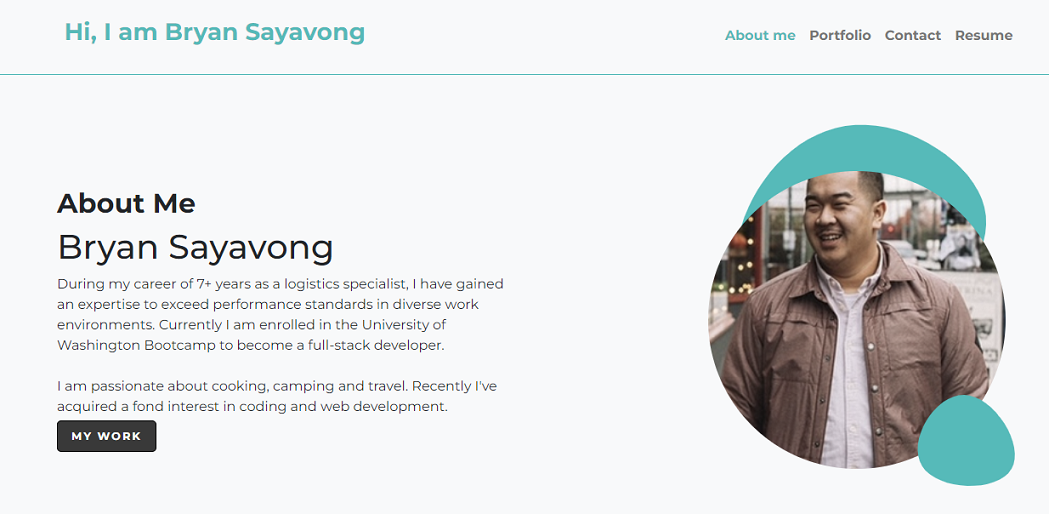 Hi, I am Bryan Sayavong
About me Portfolio Contact Resume
About Me
Bryan Sayavong
During my career of 7+ years as a logistics specialist, I have gained
an expertise to exceed performance standards in diverse work
environments. Currently I am enrolled in the University of
Washington Bootcamp to become a full-stack developer.
I am passionate about cooking, camping and travel. Recently I've
acquired a fond interest in coding and web development.
MY WORK